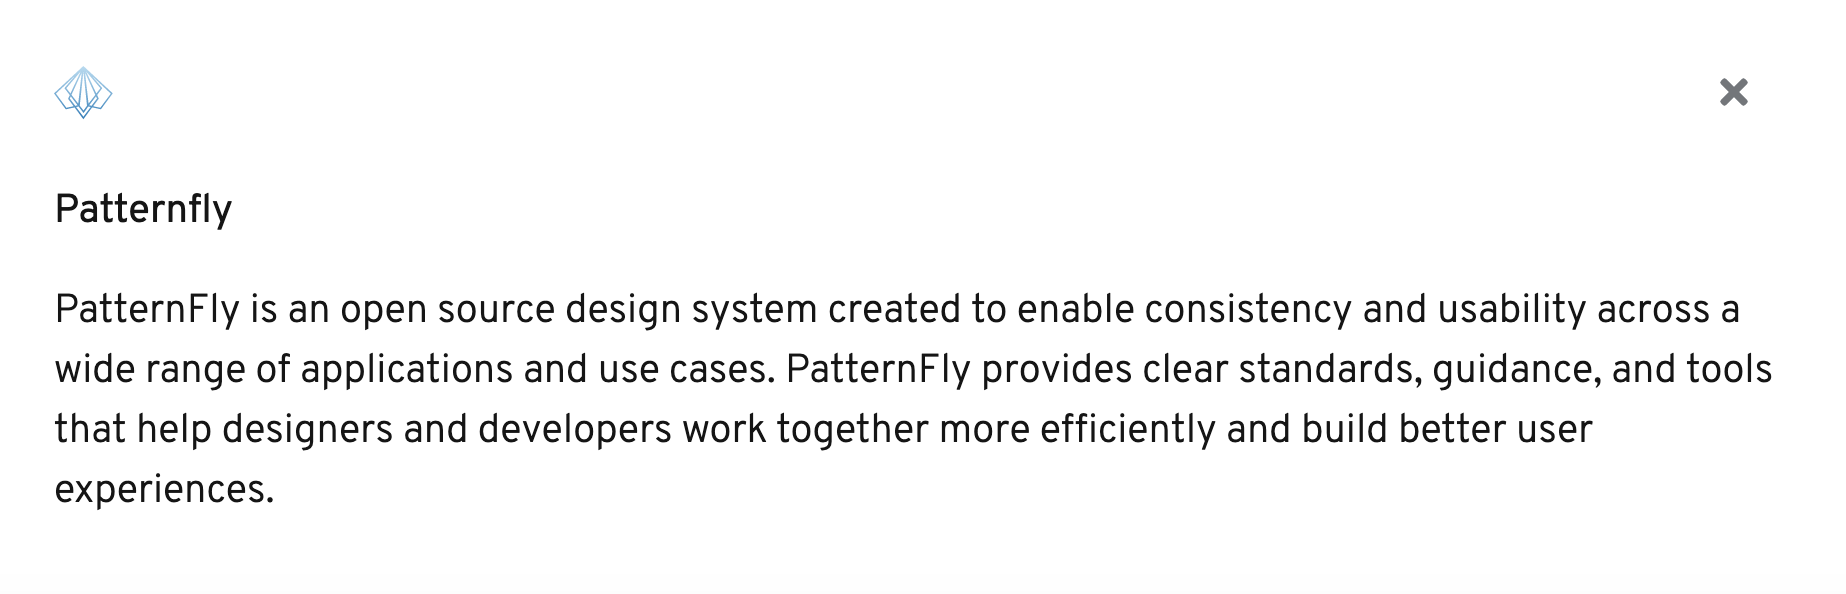 Patternfly
PatternFly is an open source design system created to enable consistency and usability across a
wide range of applications and use cases. PatternFly provides clear standards, guidance, and tools
that help designers and developers work together more efficiently and build better user
experiences.